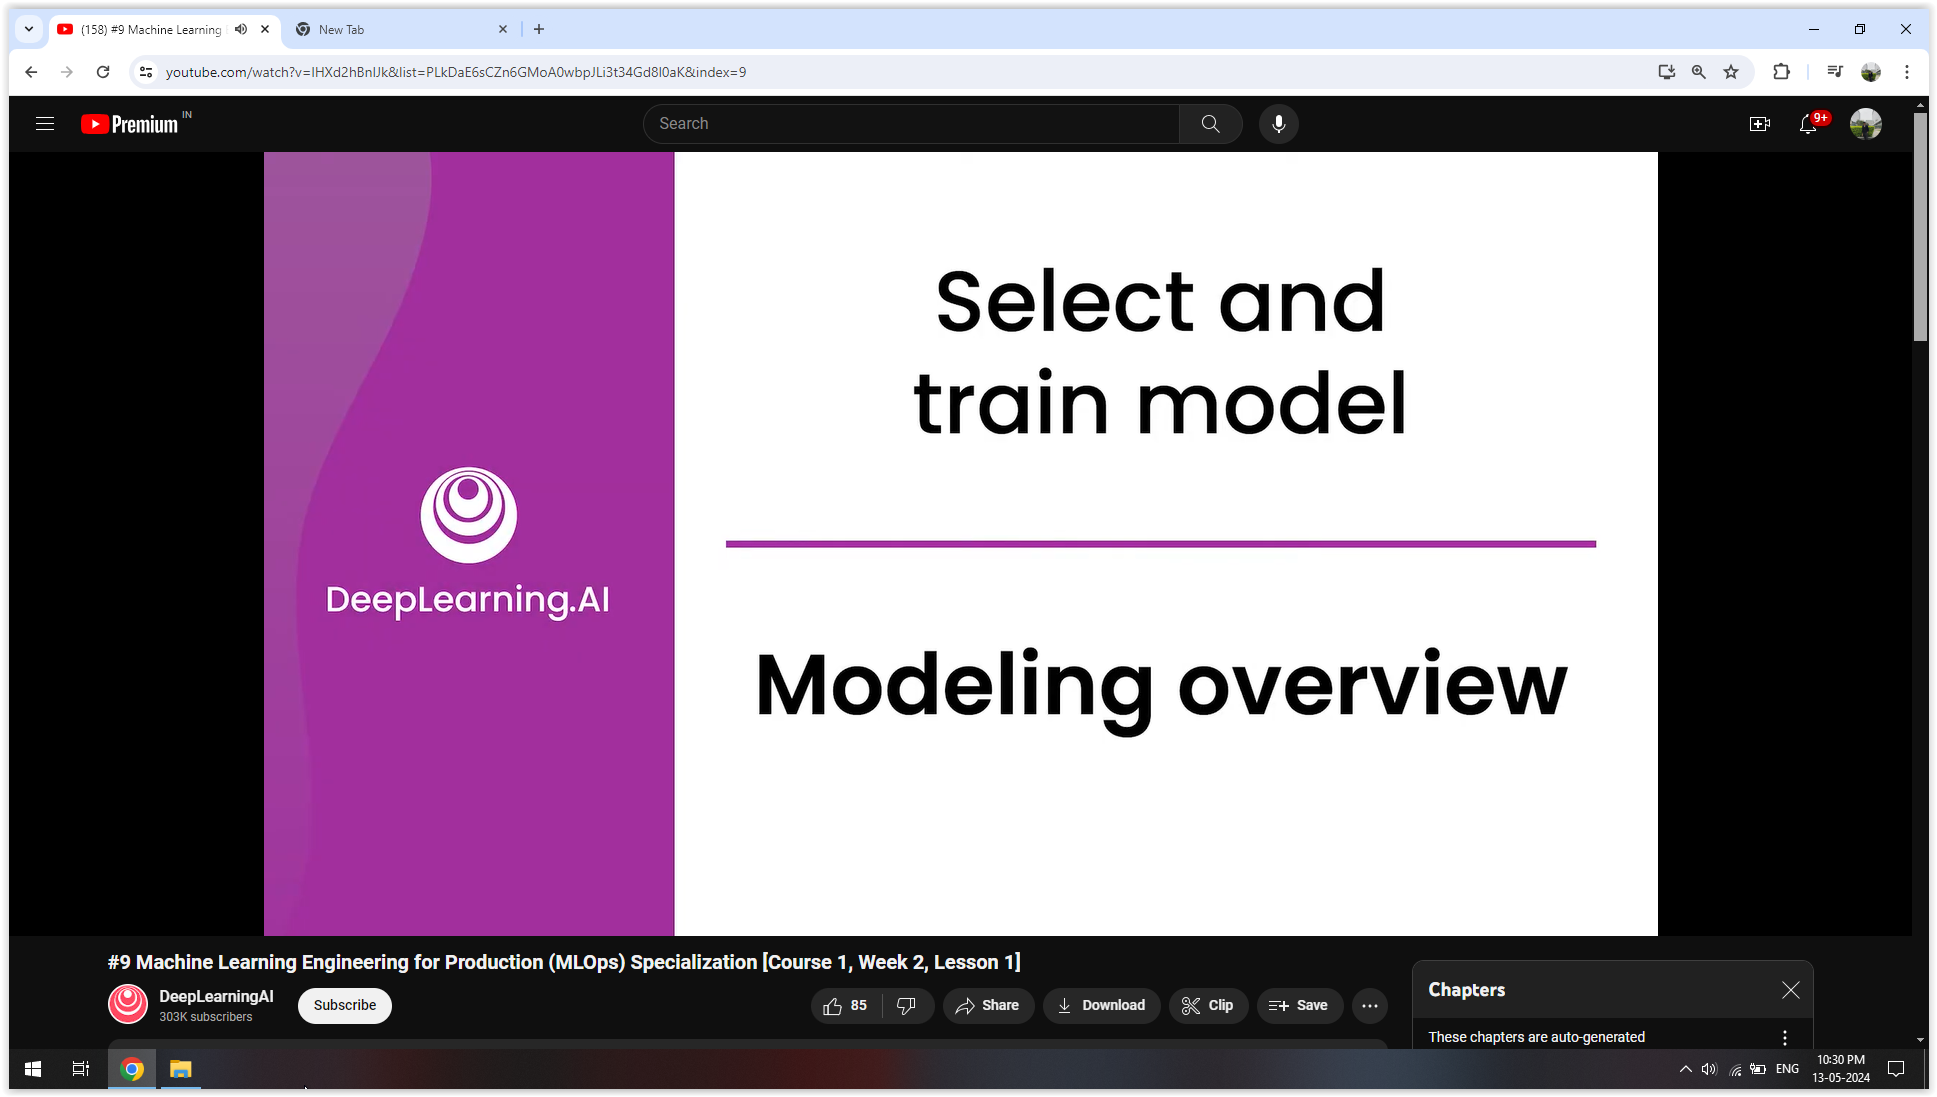 (158) #9 Machine Learning
New Tab
youtube.com/watch?v=IHXd2hBnIJk&list=PLkDaE6sCZn6GMoA0wbpJLi3t34Gd8l0aK&index=9
Premium IN
Search
9+
Select and
train model
DeepLearning.AI
Modeling overview
#9 Machine Learning Engineering for Production (MLOps) Specialization [Course 1, Week 2, Lesson 1]
DeepLearningAI
303K subscribers
Subscribe
85
Share
Download
Clip
Save
Chapters
These chapters are auto-generated
ENG
10:30 PM
13-05-2024